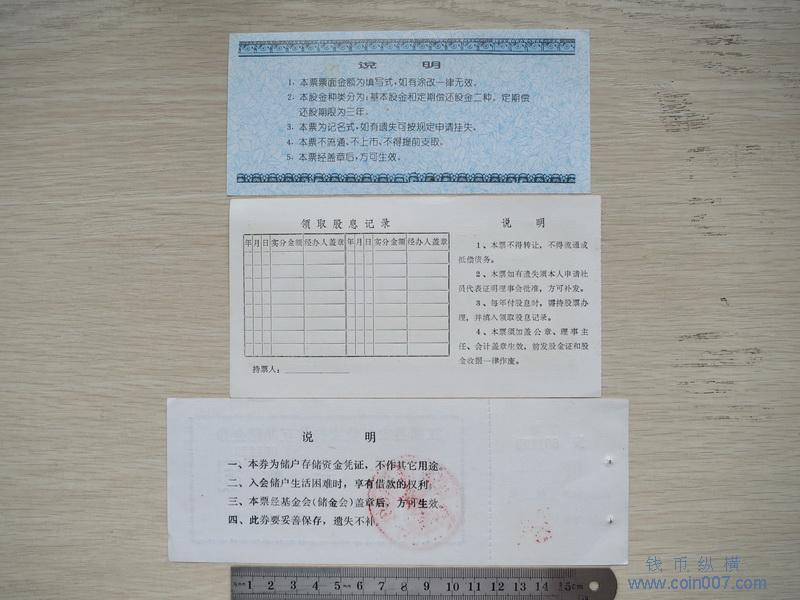 说 明
1. 本票票面金额为填写式，如有涂改一律无效。
2. 本股金种类分为：基本股金和定期偿还股金二种。定期偿
还股期股为三年。
3. 本票为记名式，如有遗失可按规定申请挂失。
4. 本票不流通、不上市、不得提前支取。
5. 本票经盖章后，方可生效。
领取股息记录
年 月 日 实分金额 经办人盖章 年 月 日 实分金额 经办人盖章
持票人：
说 明
1、本票不得转让，不得流通或
抵偿债务。
2、本票如有遗失须本人申请社
员代表证明理事会批准，方可补发。
3、每年付股息时，需持股票办
理，并填入领取股息记录。
4、本票须加盖公章、理事主
任、会计盖章生效，前发股金证和股
金收据一律作废。
说 明
一、本券为储户存储资金凭证，不作其它用途。
二、入会储户生活困难时，享有借款的权利。
三、本票经基金会（储金会）盖章后，方可生效。
四、此券要妥善保存，遗失不补。
1 2 3 4 5 6 7 8 9 10 11 12 13 14 15cm
钱币纵横
www.coin007.com